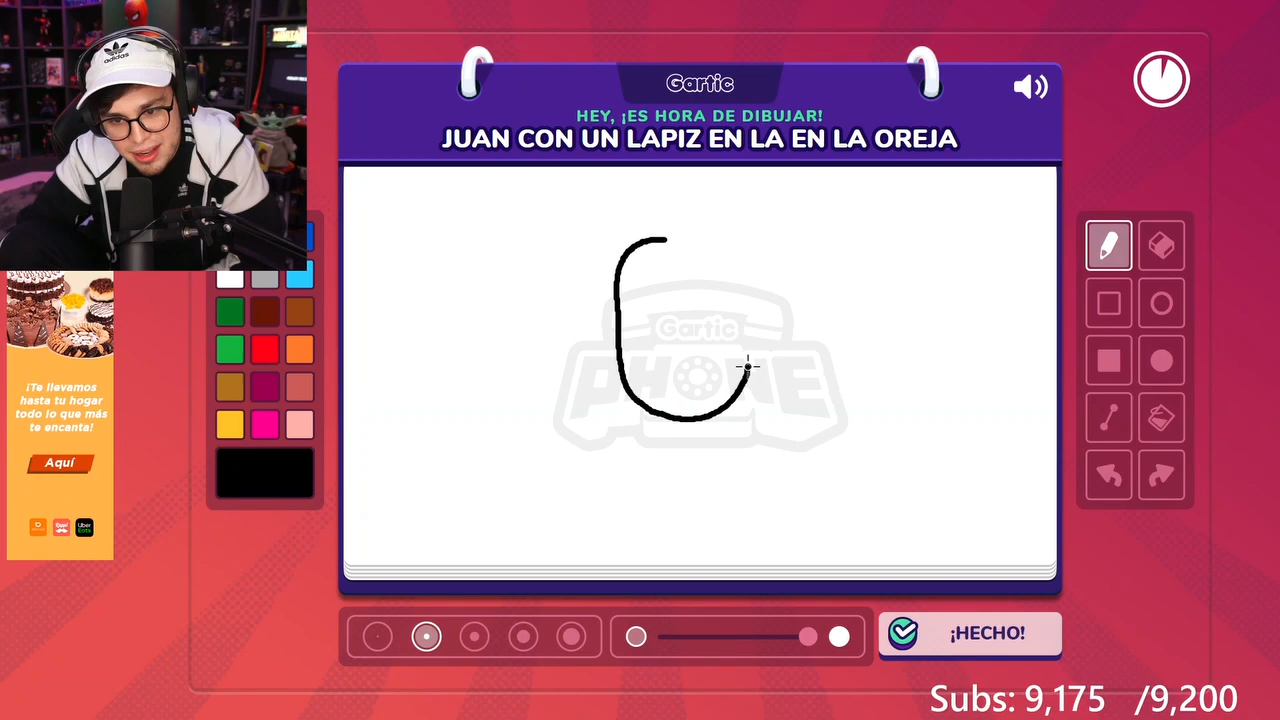 adidas
Gartic
HEY, ¡ES HORA DE DIBUJAR!
JUAN CON UN LAPIZ EN LA EN LA OREJA
Gartic
PHONE
¡Te llevamos
hasta tu hogar
todo lo que más
te encanta!
Aquí
Uber
Eats
¡HECHO!
Subs: 9,175 /9,200